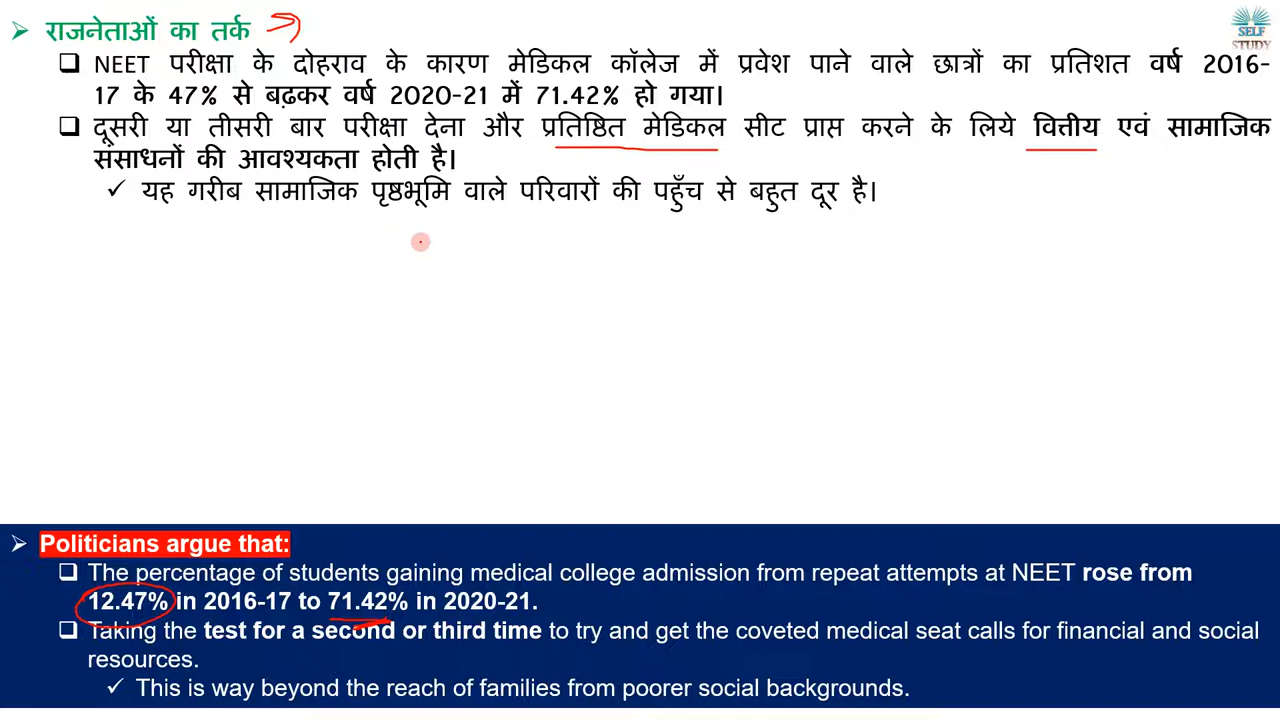 ➢ राजनेताओं का तर्क
SELF
STUDY
❑ NEET परीक्षा के दोहराव के कारण मेडिकल कॉलेज में प्रवेश पाने वाले छात्रों का प्रतिशत वर्ष 2016-
17 के 47% से बढ़कर वर्ष 2020-21 में 71.42% हो गया।
❑ दूसरी या तीसरी बार परीक्षा देना और प्रतिष्ठित मेडिकल सीट प्राप्त करने के लिये वित्तीय एवं सामाजिक
संसाधनों की आवश्यकता होती है।
✓ यह गरीब सामाजिक पृष्ठभूमि वाले परिवारों की पहुँच से बहुत दूर है।
➢ Politicians argue that:
❑ The percentage of students gaining medical college admission from repeat attempts at NEET rose from
12.47% in 2016-17 to 71.42% in 2020-21.
❑ Taking the test for a second or third time to try and get the coveted medical seat calls for financial and social
resources.
✓ This is way beyond the reach of families from poorer social backgrounds.